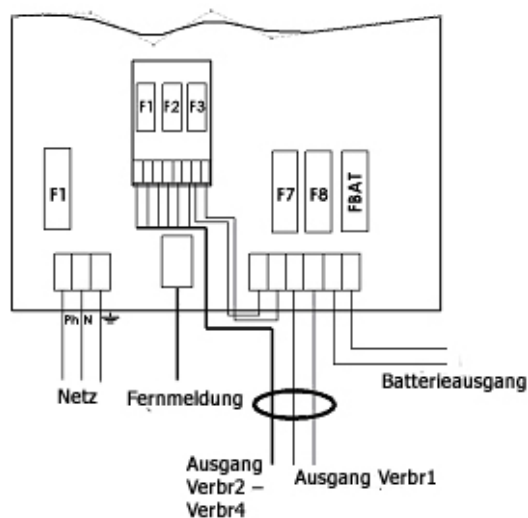 F1 F2 F3
F1
F7 F8 FBAT
Ph N
Netz
Fernmeldung
Batterieausgang
Ausgang
Verbr2 –
Verbr4
Ausgang Verbr1